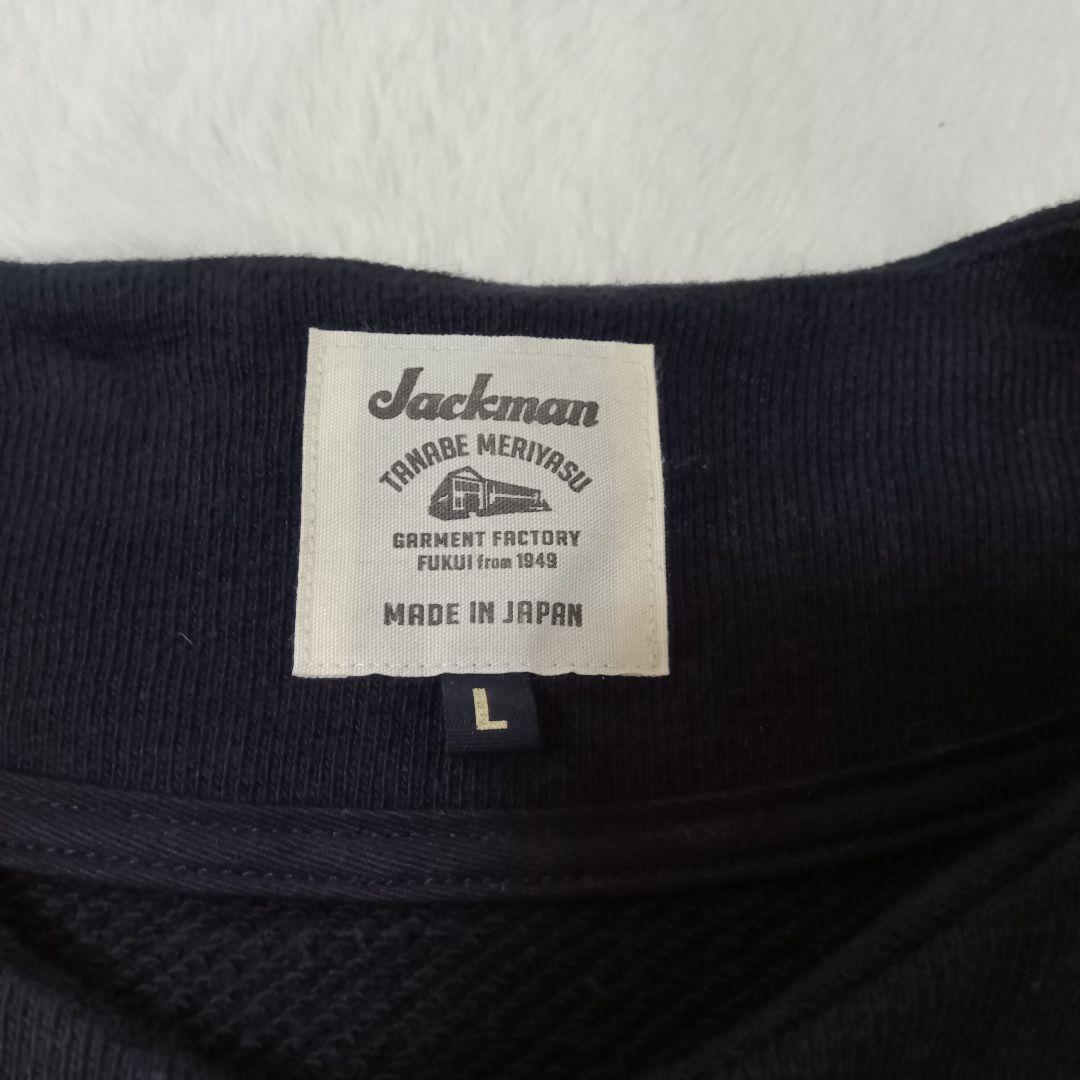 Jackman
TANABE MERIYASU
GARMENT FACTORY
FUKUI from 1949
MADE IN JAPAN
L